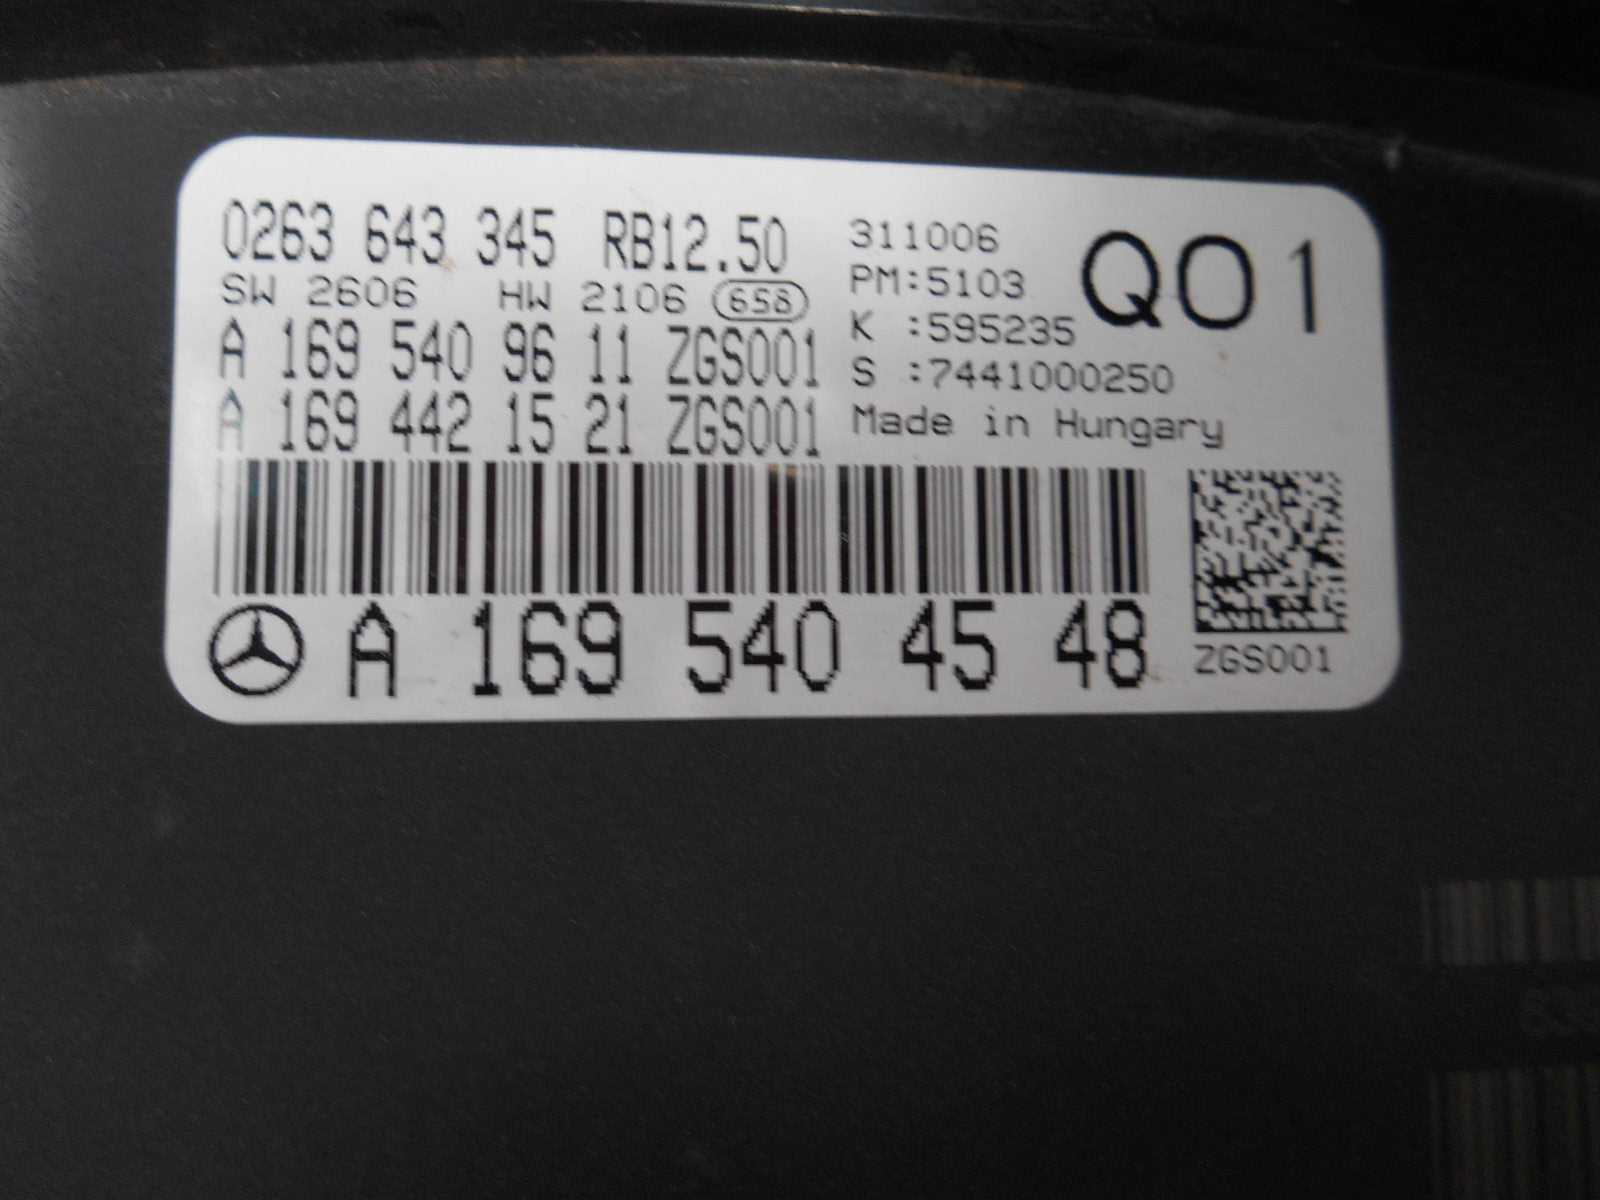 0263 643 345 RB12.50
SW 2606 HW 2106 658
A 169 540 96 11 ZGS001
A 169 442 15 21 ZGS001
311006
PM:5103
K :595235
S :7441000250
Made in Hungary
Q01
A 169 540 45 48
ZGS001